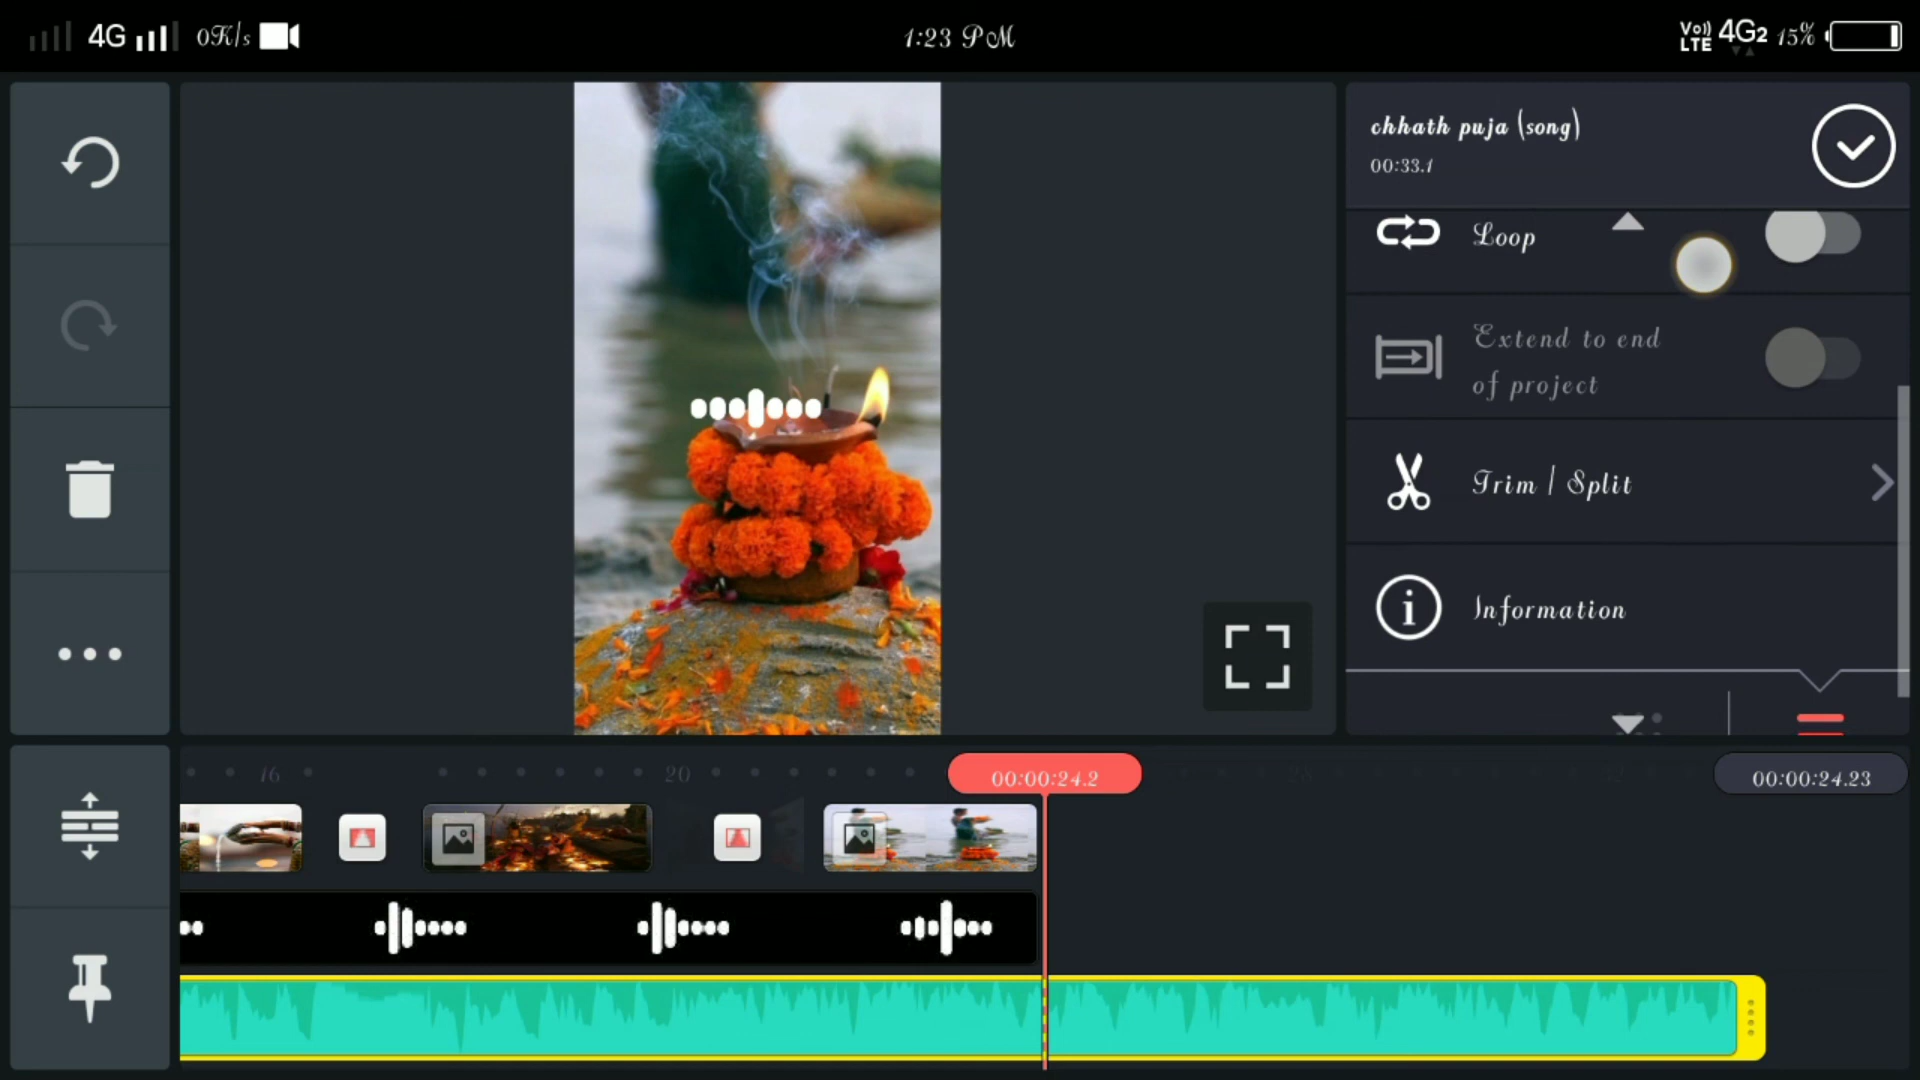 4G 0K/s 1:23 PM Vo)) LTE 4G2 15%
chhath puja (song)
00:33.1
Loop
Extend to end
of project
Trim / Split
Information
16 20 00:00:24.2 00:00:24.23